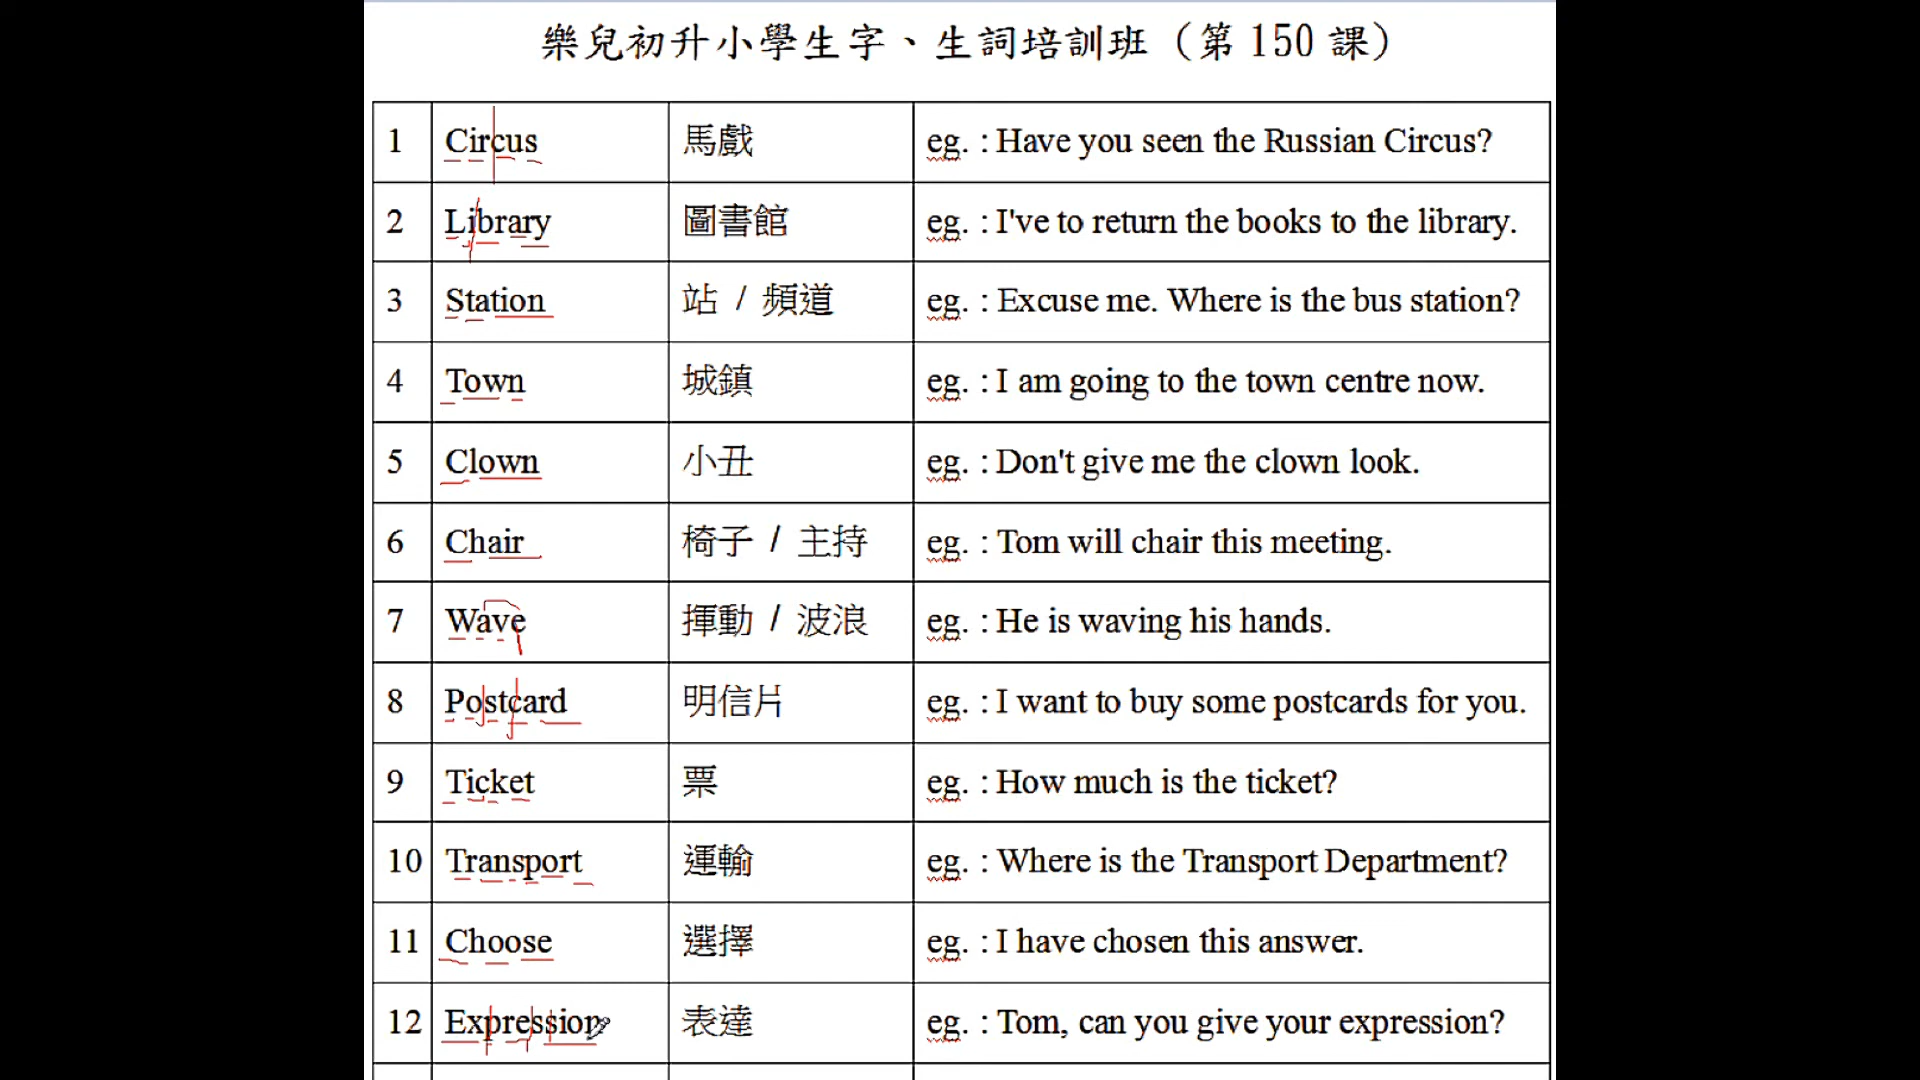 樂兒初升小學生字、生詞培訓班（第 150 課）
1 Circus 馬戲 eg. : Have you seen the Russian Circus?
2 Library 圖書館 eg. : I've to return the books to the library.
3 Station 站 / 頻道 eg. : Excuse me. Where is the bus station?
4 Town 城鎮 eg. : I am going to the town centre now.
5 Clown 小丑 eg. : Don't give me the clown look.
6 Chair 椅子 / 主持 eg. : Tom will chair this meeting.
7 Wave 揮動 / 波浪 eg. : He is waving his hands.
8 Postcard 明信片 eg. : I want to buy some postcards for you.
9 Ticket 票 eg. : How much is the ticket?
10 Transport 運輸 eg. : Where is the Transport Department?
11 Choose 選擇 eg. : I have chosen this answer.
12 Expression 表達 eg. : Tom, can you give your expression?